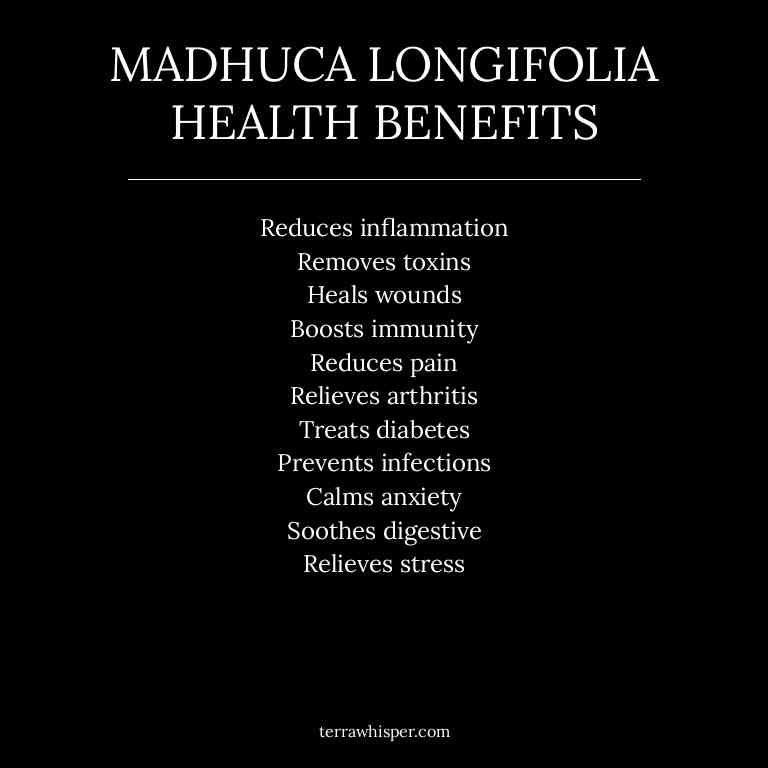 MADHUCA LONGIFOLIA
HEALTH BENEFITS
Reduces inflammation
Removes toxins
Heals wounds
Boosts immunity
Reduces pain
Relieves arthritis
Treats diabetes
Prevents infections
Calms anxiety
Soothes digestive
Relieves stress
terrawhisper.com